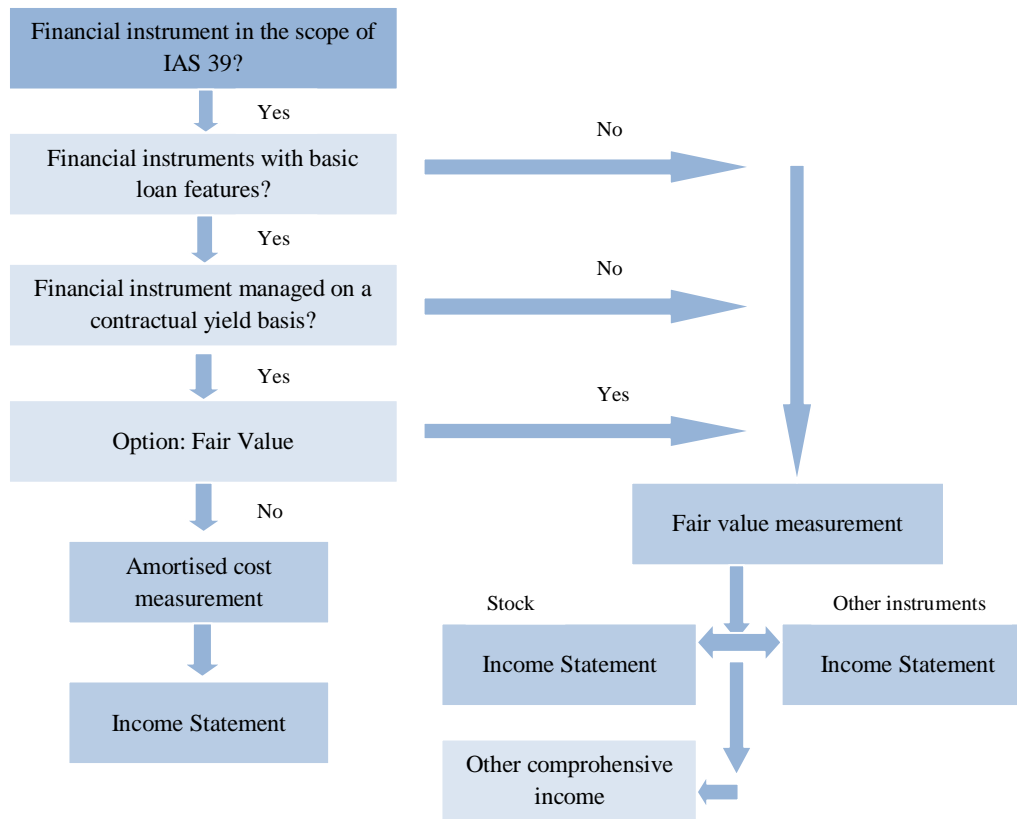 Financial instrument in the scope of
IAS 39?
Yes
No
Financial instruments with basic
loan features?
Yes
No
Financial instrument managed on a
contractual yield basis?
Yes
Yes
Option: Fair Value
No
Fair value measurement
Amortised cost
measurement
Stock
Other instruments
Income Statement
Income Statement
Income Statement
Other comprehensive
income